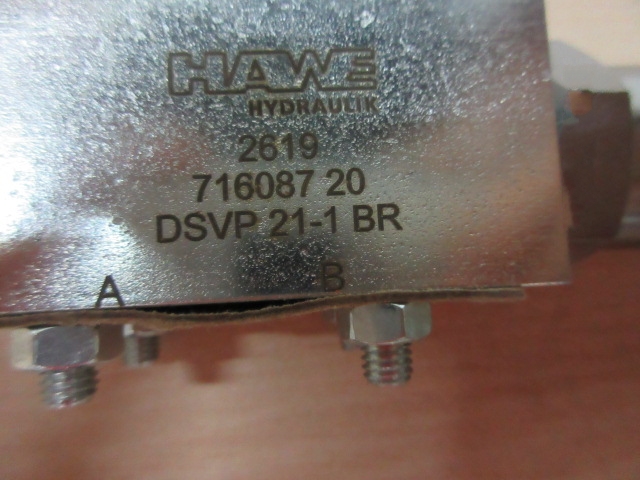 HAWE
HYDRAULIK
2619
716087 20
DSVP 21-1 BR
A B